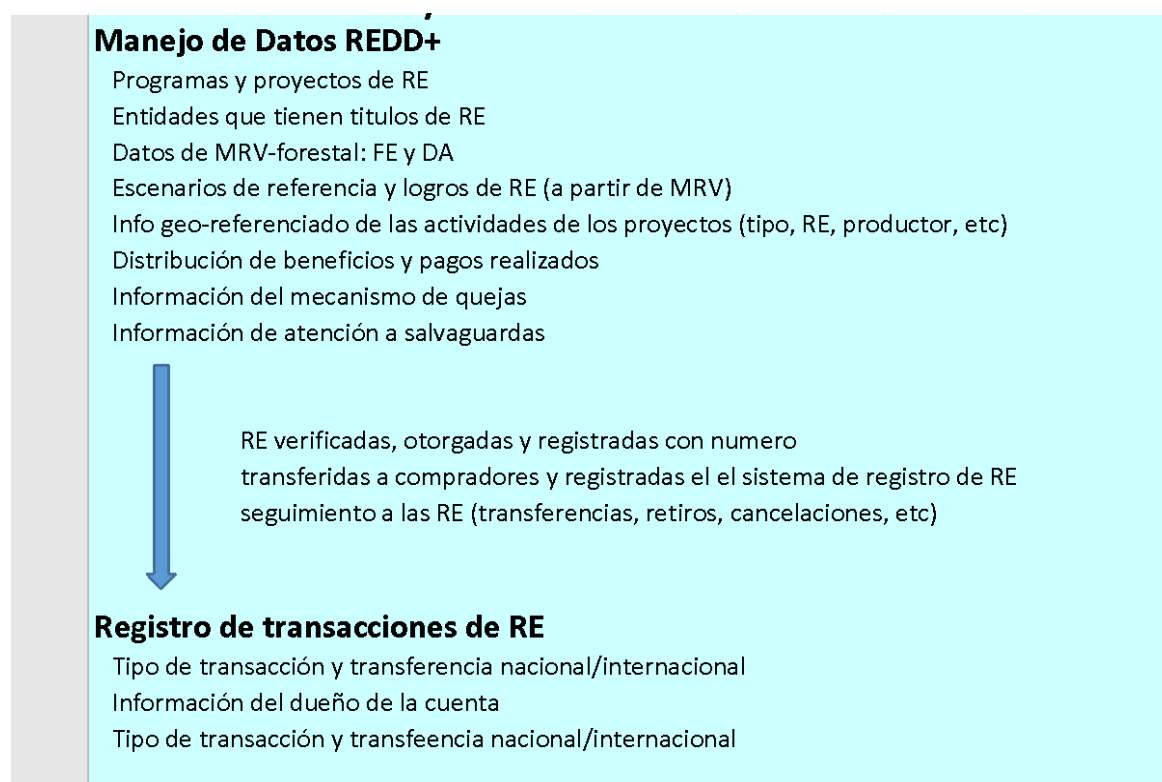 Manejo de Datos REDD+
Programas y proyectos de RE
Entidades que tienen titulos de RE
Datos de MRV-forestal: FE y DA
Escenarios de referencia y logros de RE (a partir de MRV)
Info geo-referenciado de las actividades de los proyectos (tipo, RE, productor, etc)
Distribución de beneficios y pagos realizados
Información del mecanismo de quejas
Información de atención a salvaguardas
RE verificadas, otorgadas y registradas con numero
transferidas a compradores y registradas el el sistema de registro de RE
seguimiento a las RE (transferencias, retiros, cancelaciones, etc)
Registro de transacciones de RE
Tipo de transacción y transferencia nacional/internacional
Información del dueño de la cuenta
Tipo de transacción y transfeencia nacional/internacional